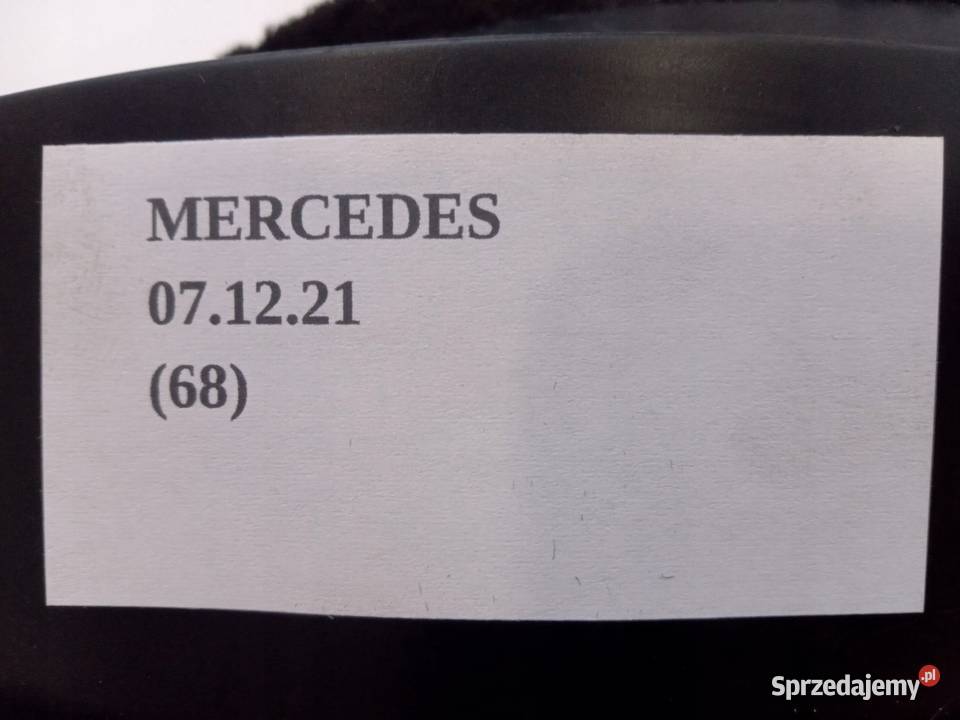 MERCEDES
07.12.21
(68)
Sprzedajemy.pl